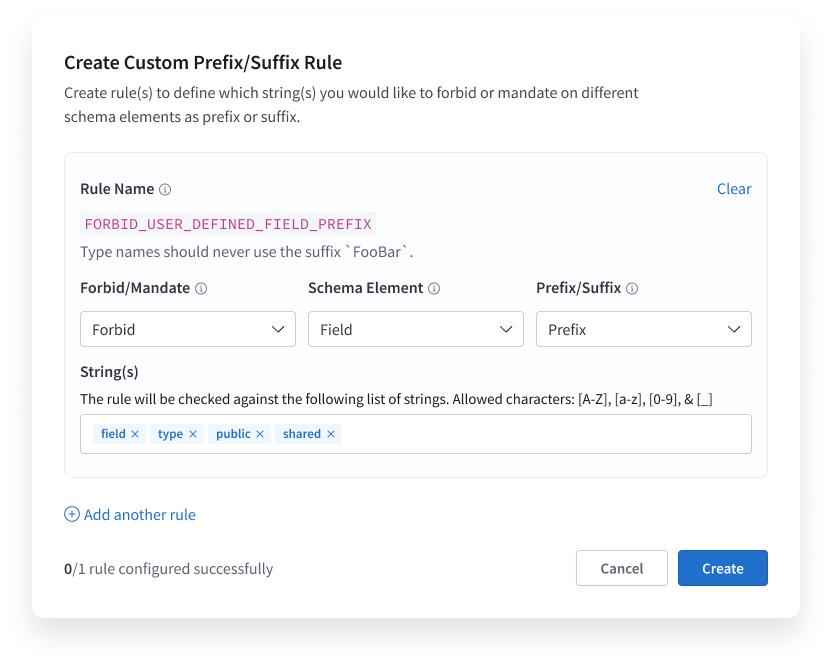 Create Custom Prefix/Suffix Rule
Create rule(s) to define which string(s) you would like to forbid or mandate on different
schema elements as prefix or suffix.
Rule Name
Clear
FORBID_USER_DEFINED_FIELD_PREFIX
Type names should never use the suffix `FooBar`.
Forbid/Mandate
Schema Element
Prefix/Suffix
Forbid
Field
Prefix
String(s)
The rule will be checked against the following list of strings. Allowed characters: [A-Z], [a-z], [0-9], & [_]
field × type × public × shared ×
Add another rule
0/1 rule configured successfully
Cancel
Create